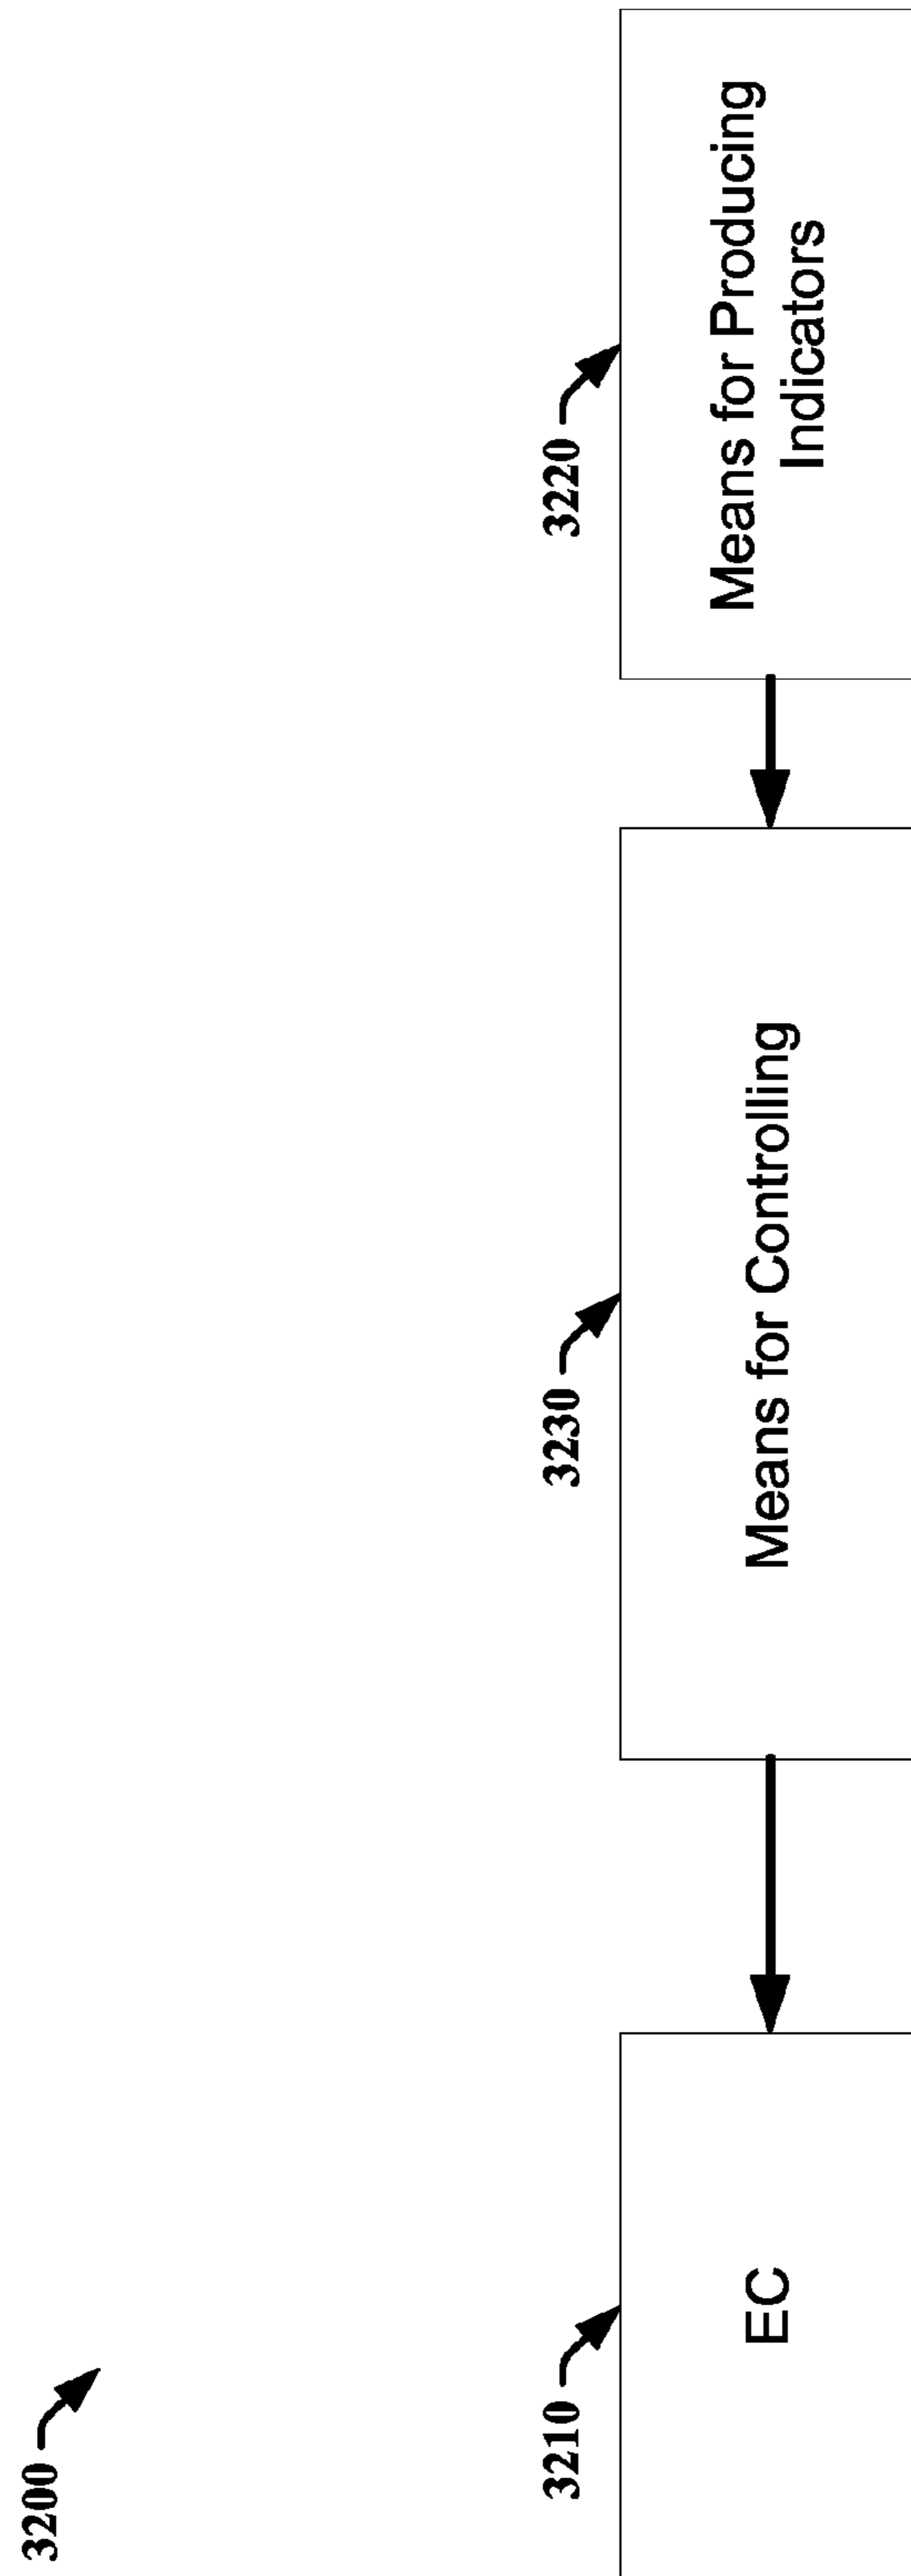 3200
3210
EC
3230
Means for Controlling
3220
Means for Producing
Indicators